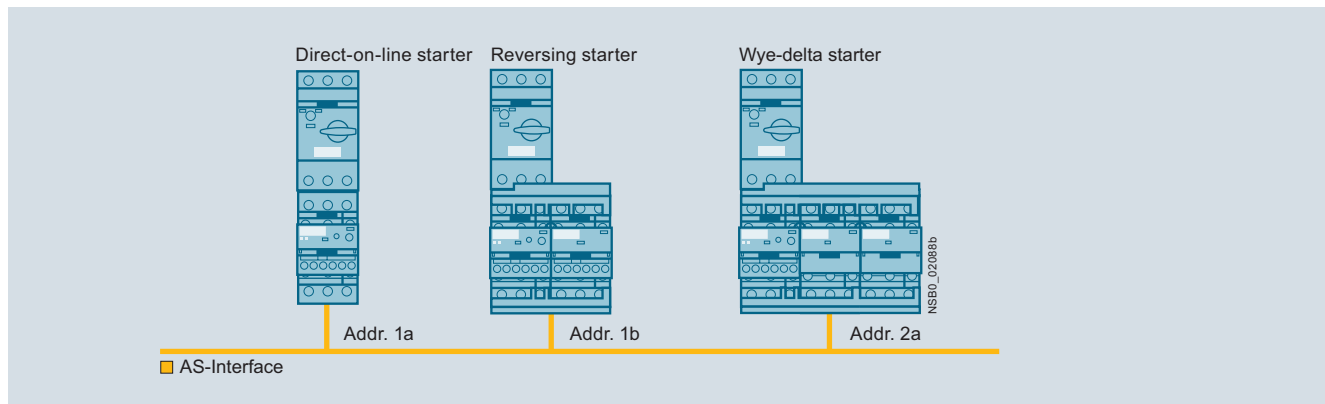 Direct-on-line starter
Reversing starter
Wye-delta starter
NSB0_02088b
Addr. 1a
Addr. 1b
Addr. 2a
AS-Interface